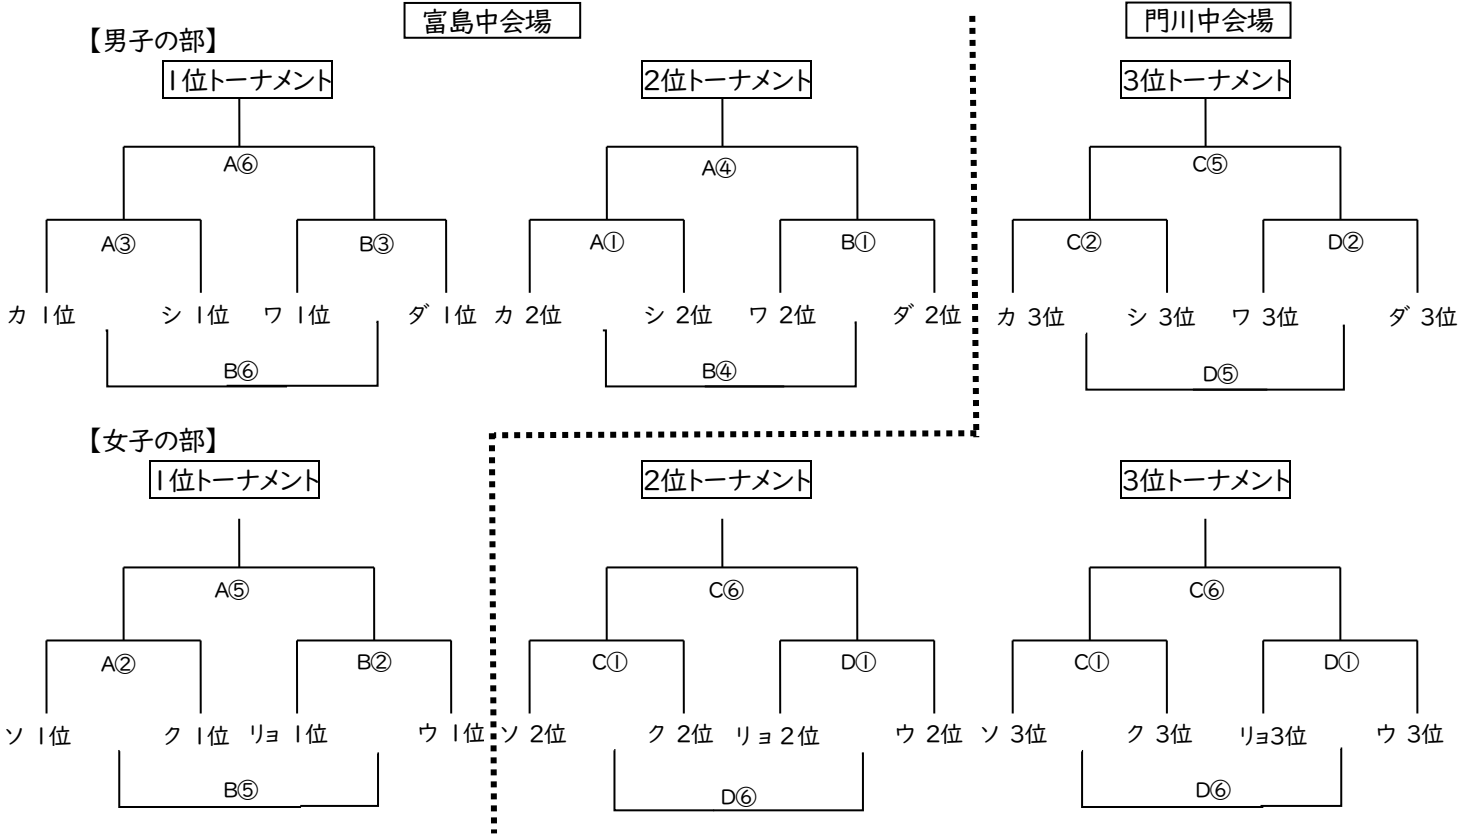 富島中会場 門川中会場
【男子の部】
1位トーナメント 2位トーナメント 3位トーナメント
A⑥ A④ C⑤
A③ B③ A① B① C② D②
カ 1位 シ 1位 ワ 1位 ダ 1位 カ 2位 シ 2位 ワ 2位 ダ 2位 カ 3位 シ 3位 ワ 3位 ダ 3位
B⑥ B④ D⑤
【女子の部】
1位トーナメント 2位トーナメント 3位トーナメント
A⑤ C⑥ C⑥
A② B② C① D① C① D①
ソ 1位 ク 1位 リョ 1位 ウ 1位 ソ 2位 ク 2位 リョ 2位 ウ 2位 ソ 3位 ク 3位 リョ3位 ウ 3位
B⑤ D⑥ D⑥